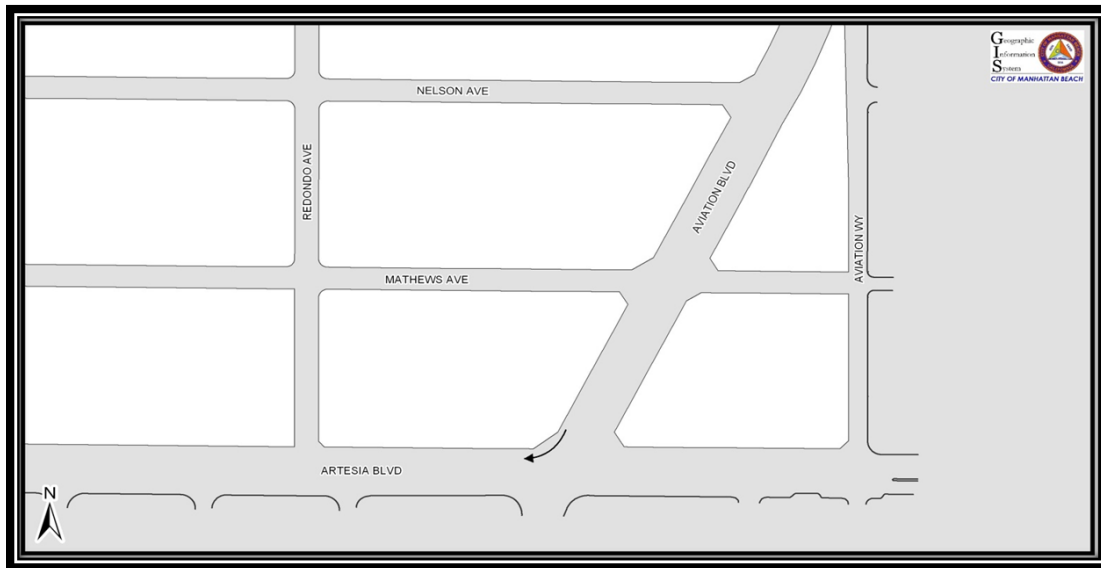 Geographic
Information
System
CITY OF MANHATTAN BEACH
NELSON AVE
REDONDO AVE
AVIATION BLVD
AVIATION WY
MATHEWS AVE
ARTESIA BLVD
N